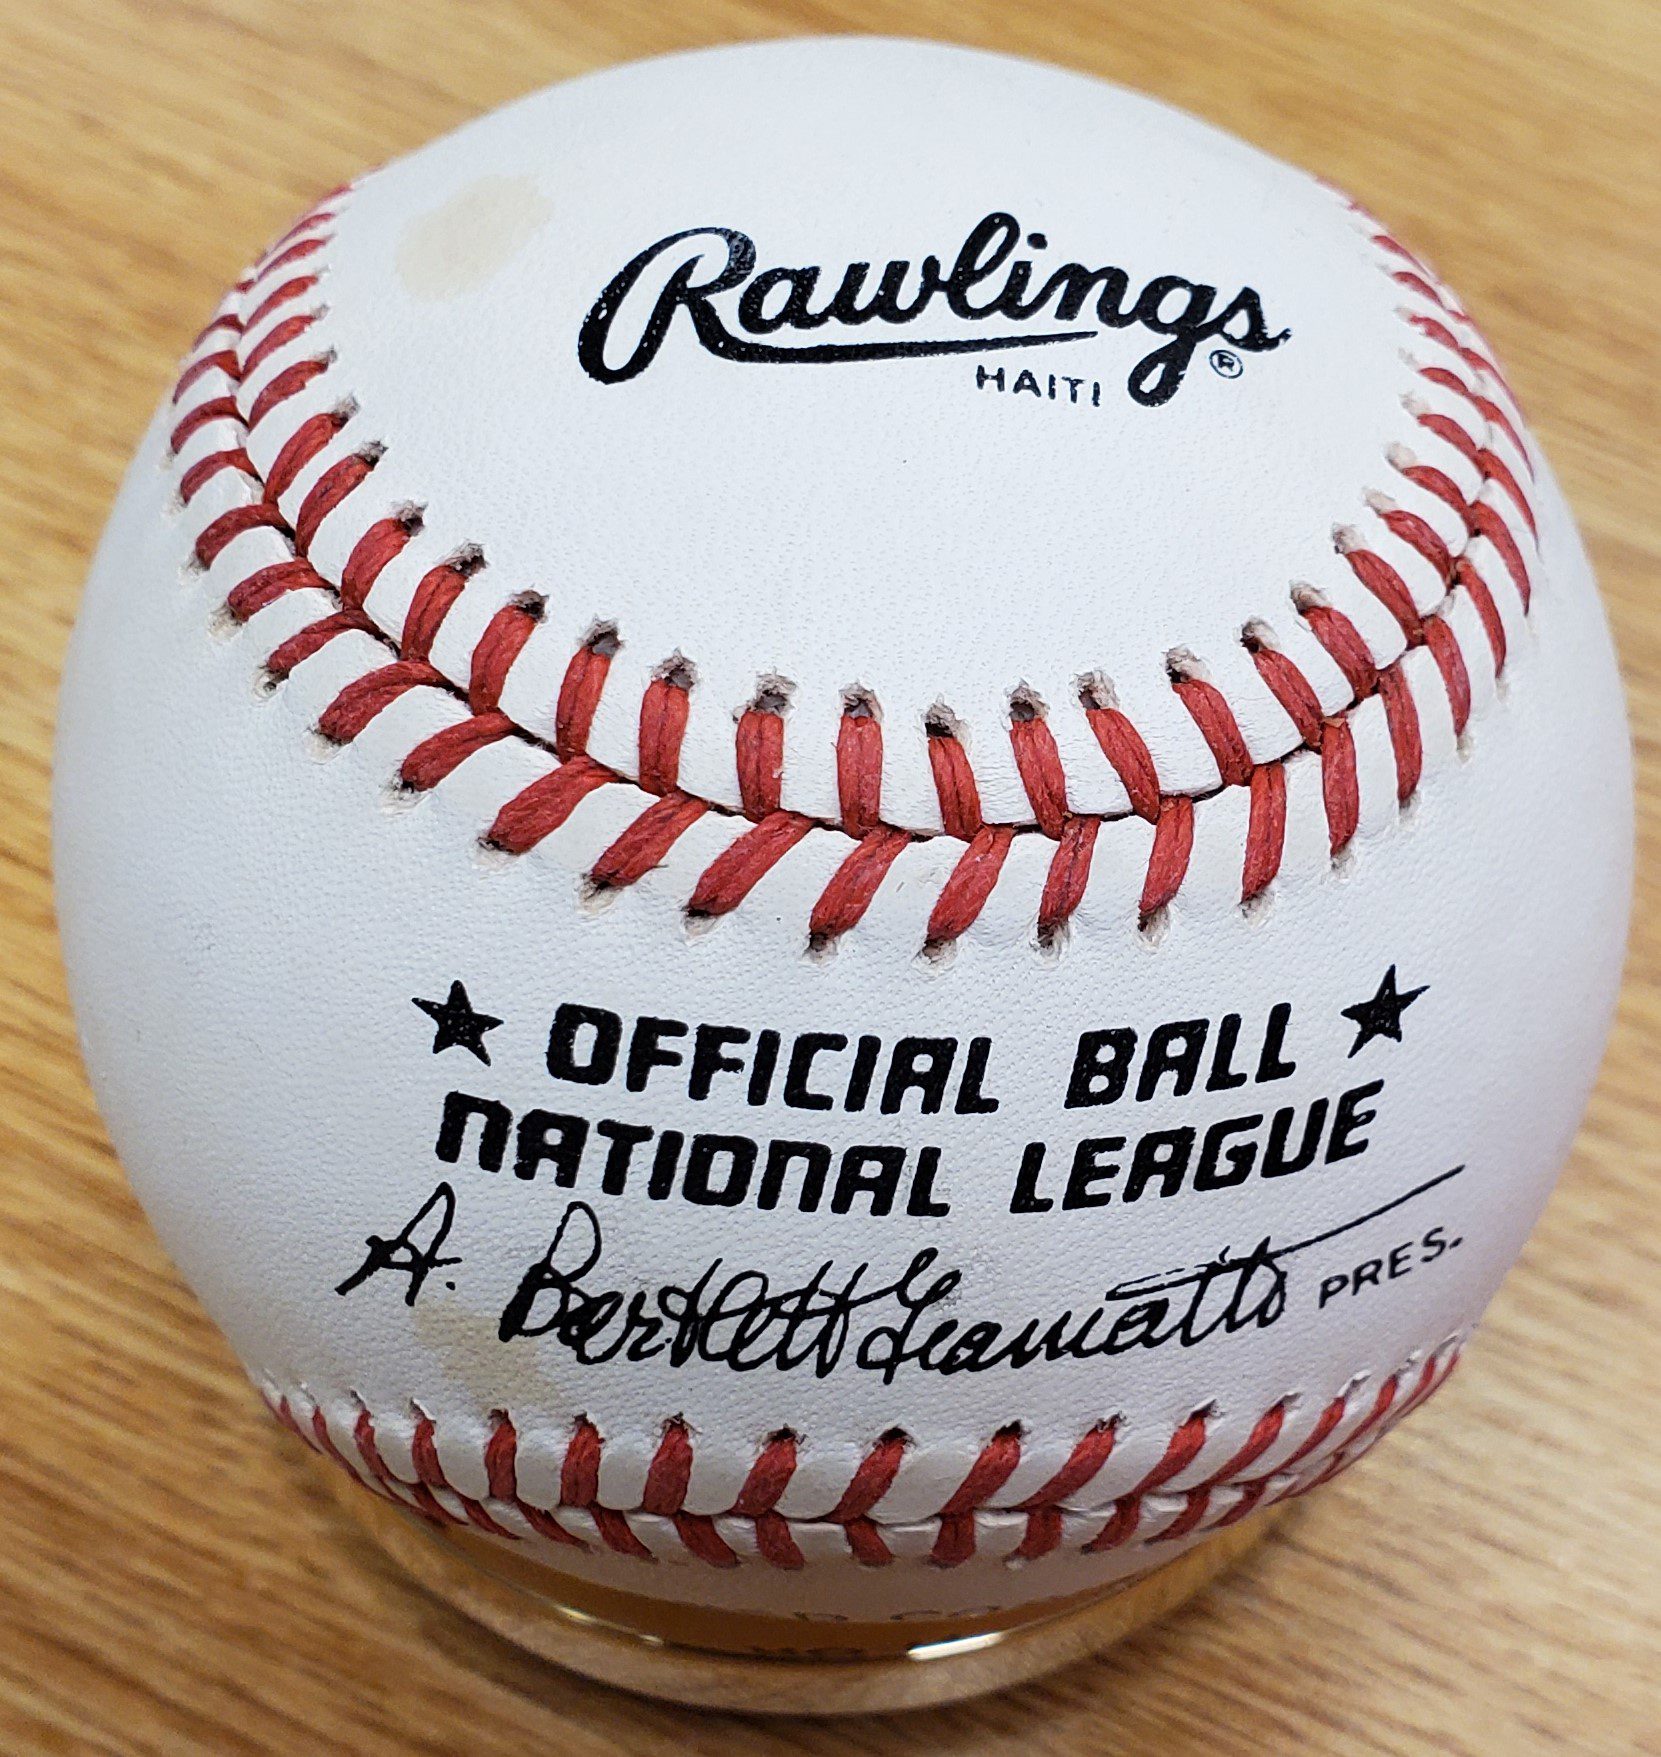 Rawlings ®
HAITI
★ OFFICIAL BALL ★
NATIONAL LEAGUE
A. Bartlett Giamatti PRES.